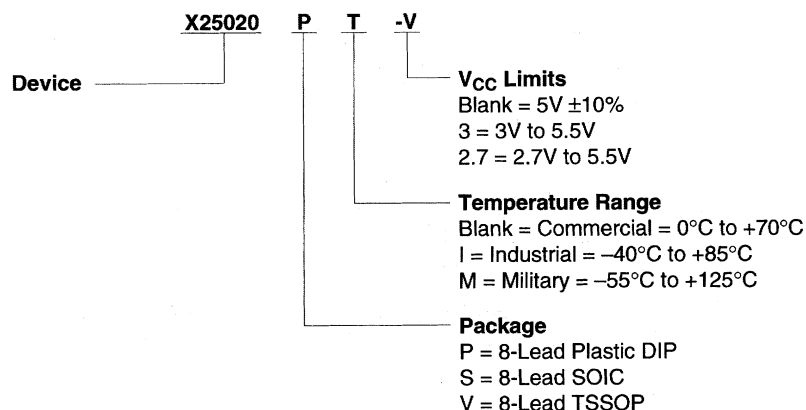 X25020 P T -V
Device
VCC Limits
Blank = 5V ±10%
3 = 3V to 5.5V
2.7 = 2.7V to 5.5V
Temperature Range
Blank = Commercial = 0°C to +70°C
I = Industrial = –40°C to +85°C
M = Military = –55°C to +125°C
Package
P = 8-Lead Plastic DIP
S = 8-Lead SOIC
V = 8-Lead TSSOP